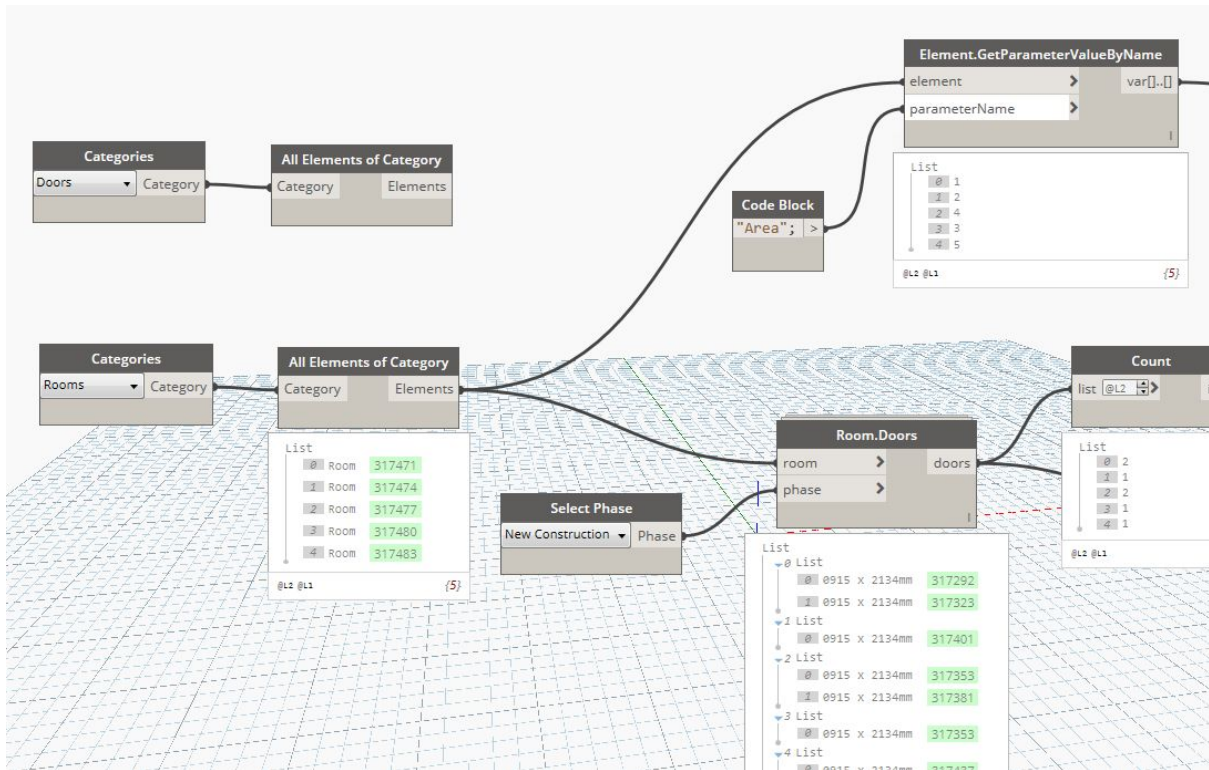 Element.GetParameterValueByName
element > var[]..[]
parameterName >
List
0 1
1 2
2 4
3 3
4 5
@L2 @L1 {5}
Categories
Doors Category
All Elements of Category
Category Elements
Code Block
"Area"; >
Categories
Rooms Category
All Elements of Category
Category Elements
List
0 Room 317471
1 Room 317474
2 Room 317477
3 Room 317480
4 Room 317483
@L2 @L1 {5}
Select Phase
New Construction Phase
Room.Doors
room > doors
phase >
List
0 List
0 0915 x 2134mm 317292
1 0915 x 2134mm 317323
1 List
0 0915 x 2134mm 317401
2 List
0 0915 x 2134mm 317353
1 0915 x 2134mm 317381
3 List
0 0915 x 2134mm 317353
4 List
0 0915 x 2134mm
Count
list @L2 >
List
0 2
1 1
2 2
3 1
4 1
@L2 @L1